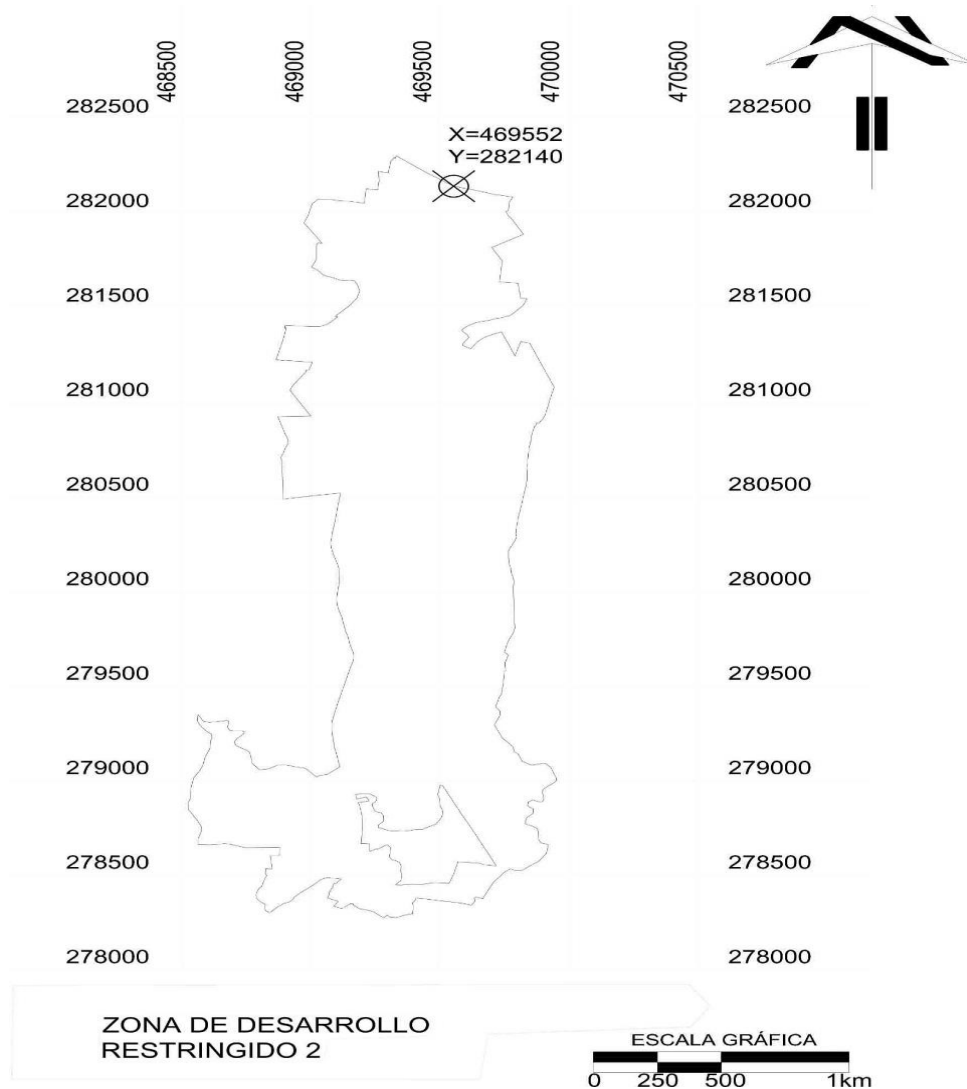 468500 469000 469500 470000 470500
282500 282500
X=469552
Y=282140
282000 282000
281500 281500
281000 281000
280500 280500
280000 280000
279500 279500
279000 279000
278500 278500
278000 278000
ZONA DE DESARROLLO
RESTRINGIDO 2
ESCALA GRÁFICA
0 250 500 1km